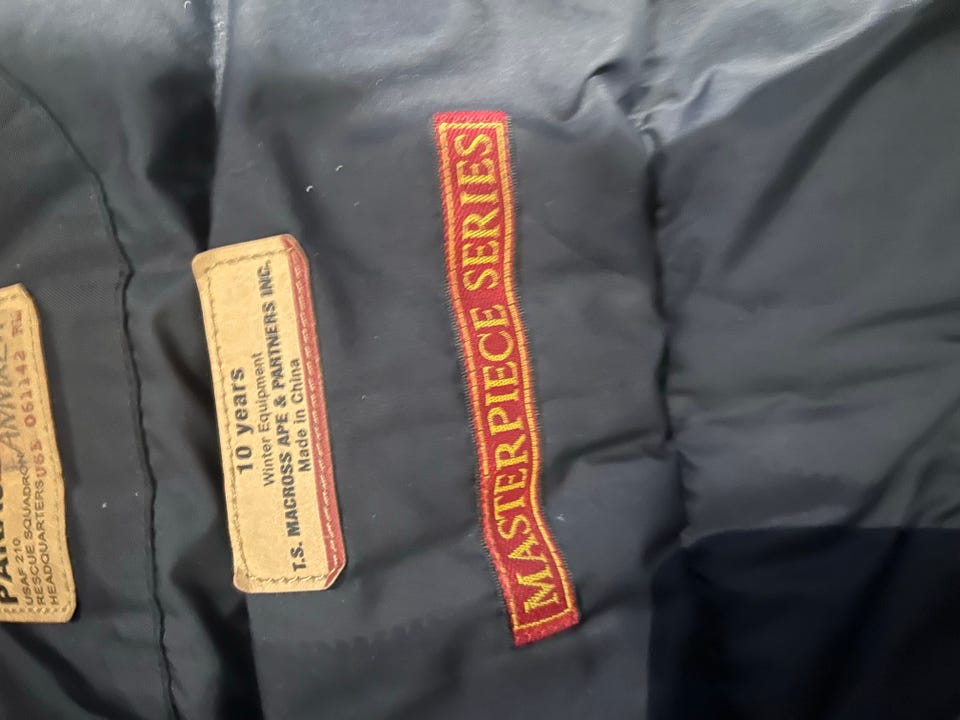 USAF 210
RESCUE SQUADRON
HEADQUARTERS USS 061142
10 years
Winter Equipment
T.S. MACROSS APE & PARTNERS INC.
Made in China
MASTERPIECE SERIES